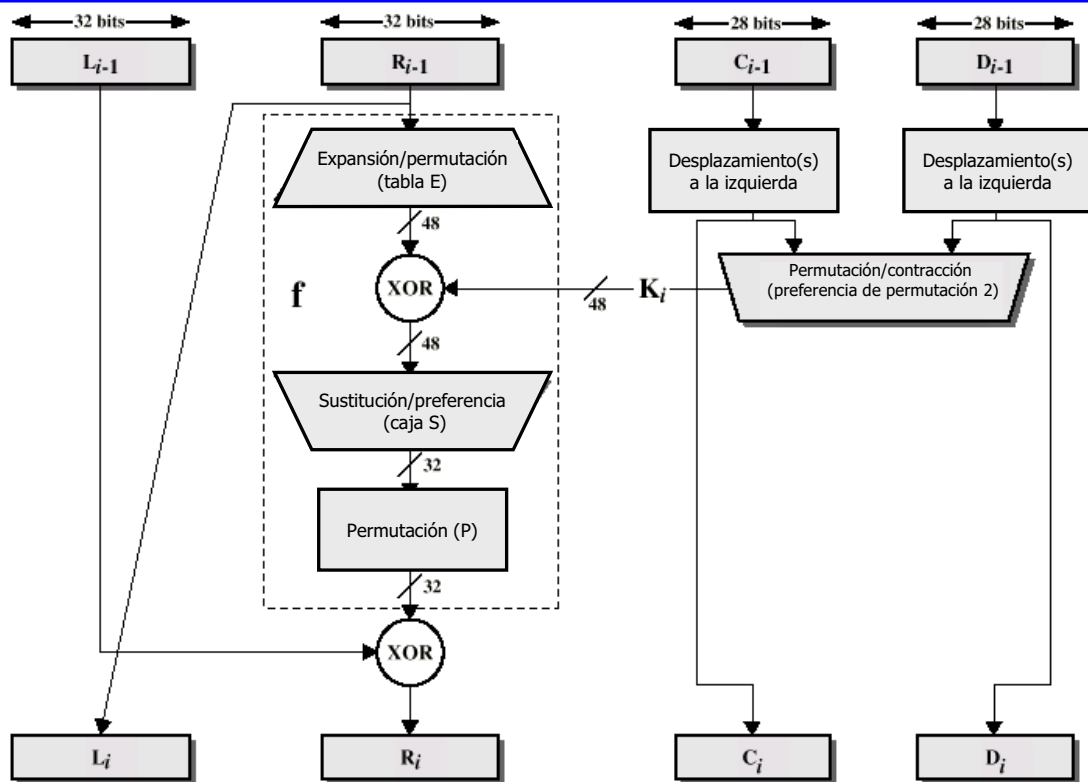 32 bits
32 bits
28 bits
28 bits
Li-1
Ri-1
Ci-1
Di-1
Expansión/permutación
(tabla E)
Desplazamiento(s)
a la izquierda
Desplazamiento(s)
a la izquierda
48
f
XOR
48
Ki
Permutación/contracción
(preferencia de permutación 2)
48
Sustitución/preferencia
(caja S)
32
Permutación (P)
32
XOR
Li
Ri
Ci
Di